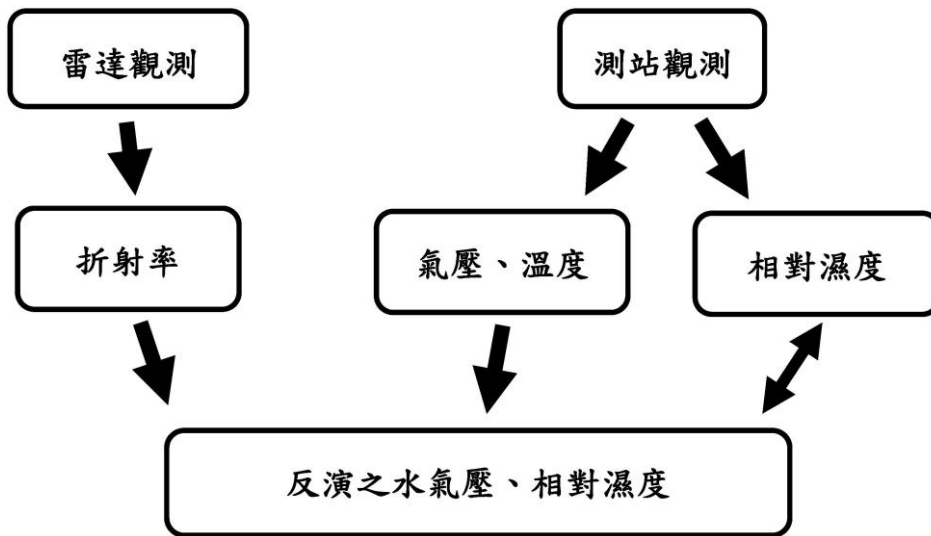 雷達觀測
測站觀測
折射率
氣壓、溫度
相對濕度
反演之水氣壓、相對濕度